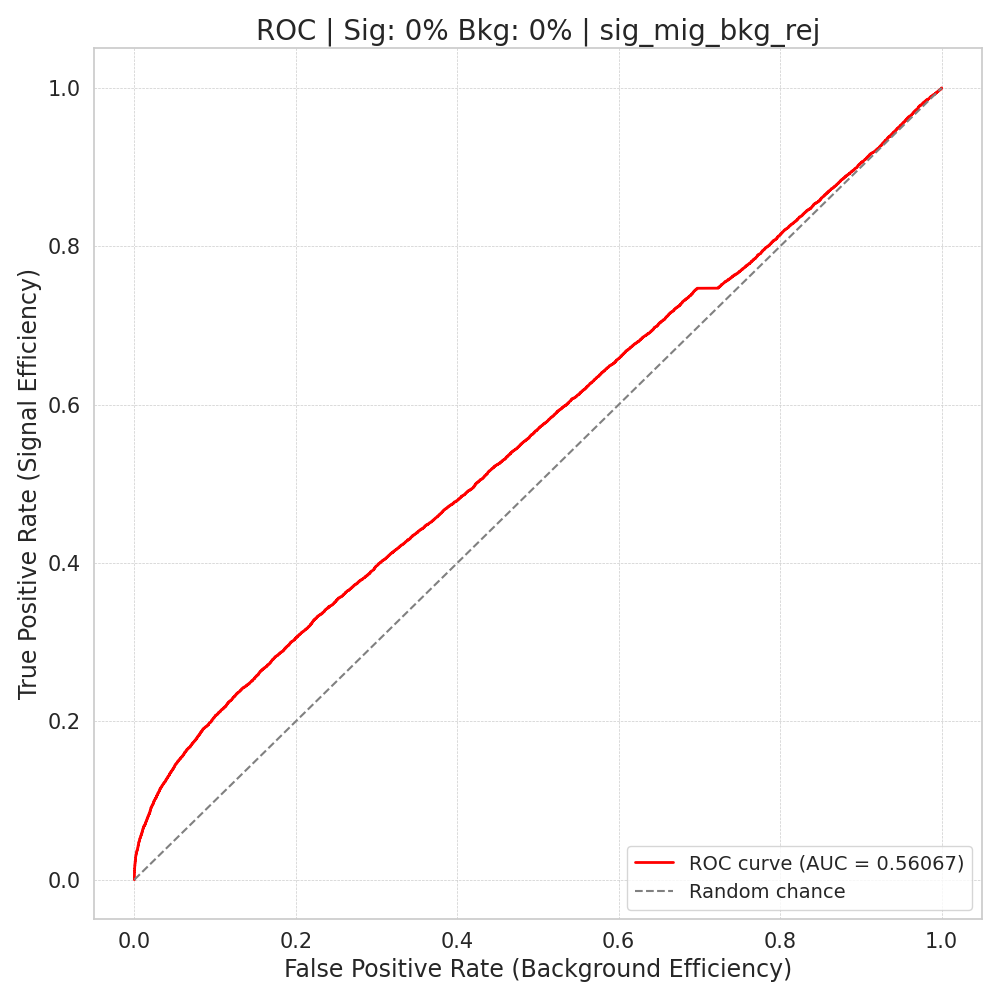 ROC | Sig: 0% Bkg: 0% | sig_mig_bkg_rej
True Positive Rate (Signal Efficiency)
1.0
0.8
0.6
0.4
0.2
0.0
ROC curve (AUC = 0.56067)
Random chance
0.0 0.2 0.4 0.6 0.8 1.0
False Positive Rate (Background Efficiency)